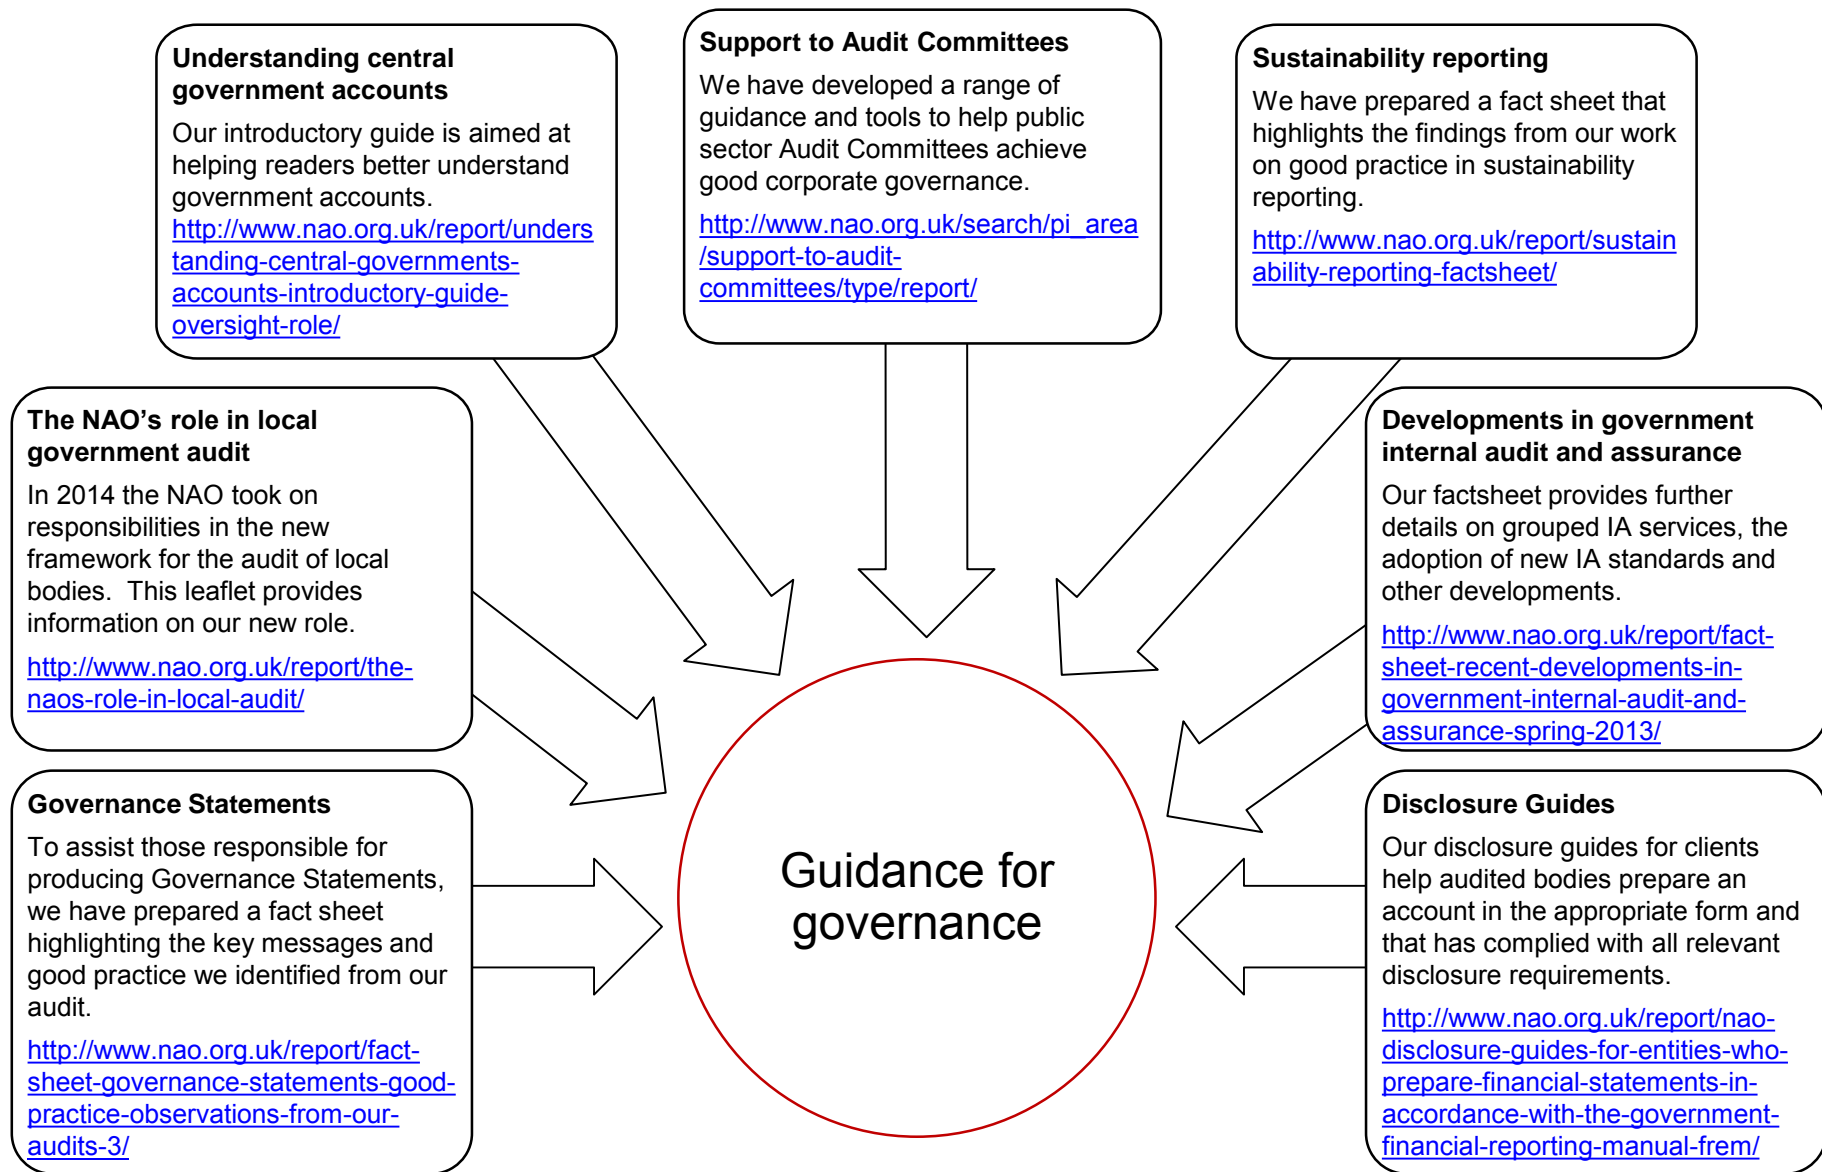 Understanding central
government accounts
Our introductory guide is aimed at
helping readers better understand
government accounts.
http://www.nao.org.uk/report/unders
tanding-central-governments-
accounts-introductory-guide-
oversight-role/
Support to Audit Committees
We have developed a range of
guidance and tools to help public
sector Audit Committees achieve
good corporate governance.
http://www.nao.org.uk/search/pi_area
/support-to-audit-
committees/type/report/
Sustainability reporting
We have prepared a fact sheet that
highlights the findings from our work
on good practice in sustainability
reporting.
http://www.nao.org.uk/report/sustain
ability-reporting-factsheet/
The NAO’s role in local
government audit
In 2014 the NAO took on
responsibilities in the new
framework for the audit of local
bodies.  This leaflet provides
information on our new role.
http://www.nao.org.uk/report/the-
naos-role-in-local-audit/
Developments in government
internal audit and assurance
Our factsheet provides further
details on grouped IA services, the
adoption of new IA standards and
other developments.
http://www.nao.org.uk/report/fact-
sheet-recent-developments-in-
government-internal-audit-and-
assurance-spring-2013/
Governance Statements
To assist those responsible for
producing Governance Statements,
we have prepared a fact sheet
highlighting the key messages and
good practice we identified from our
audit.
http://www.nao.org.uk/report/fact-
sheet-governance-statements-good-
practice-observations-from-our-
audits-3/
Guidance for
governance
Disclosure Guides
Our disclosure guides for clients
help audited bodies prepare an
account in the appropriate form and
that has complied with all relevant
disclosure requirements.
http://www.nao.org.uk/report/nao-
disclosure-guides-for-entities-who-
prepare-financial-statements-in-
accordance-with-the-government-
financial-reporting-manual-frem/